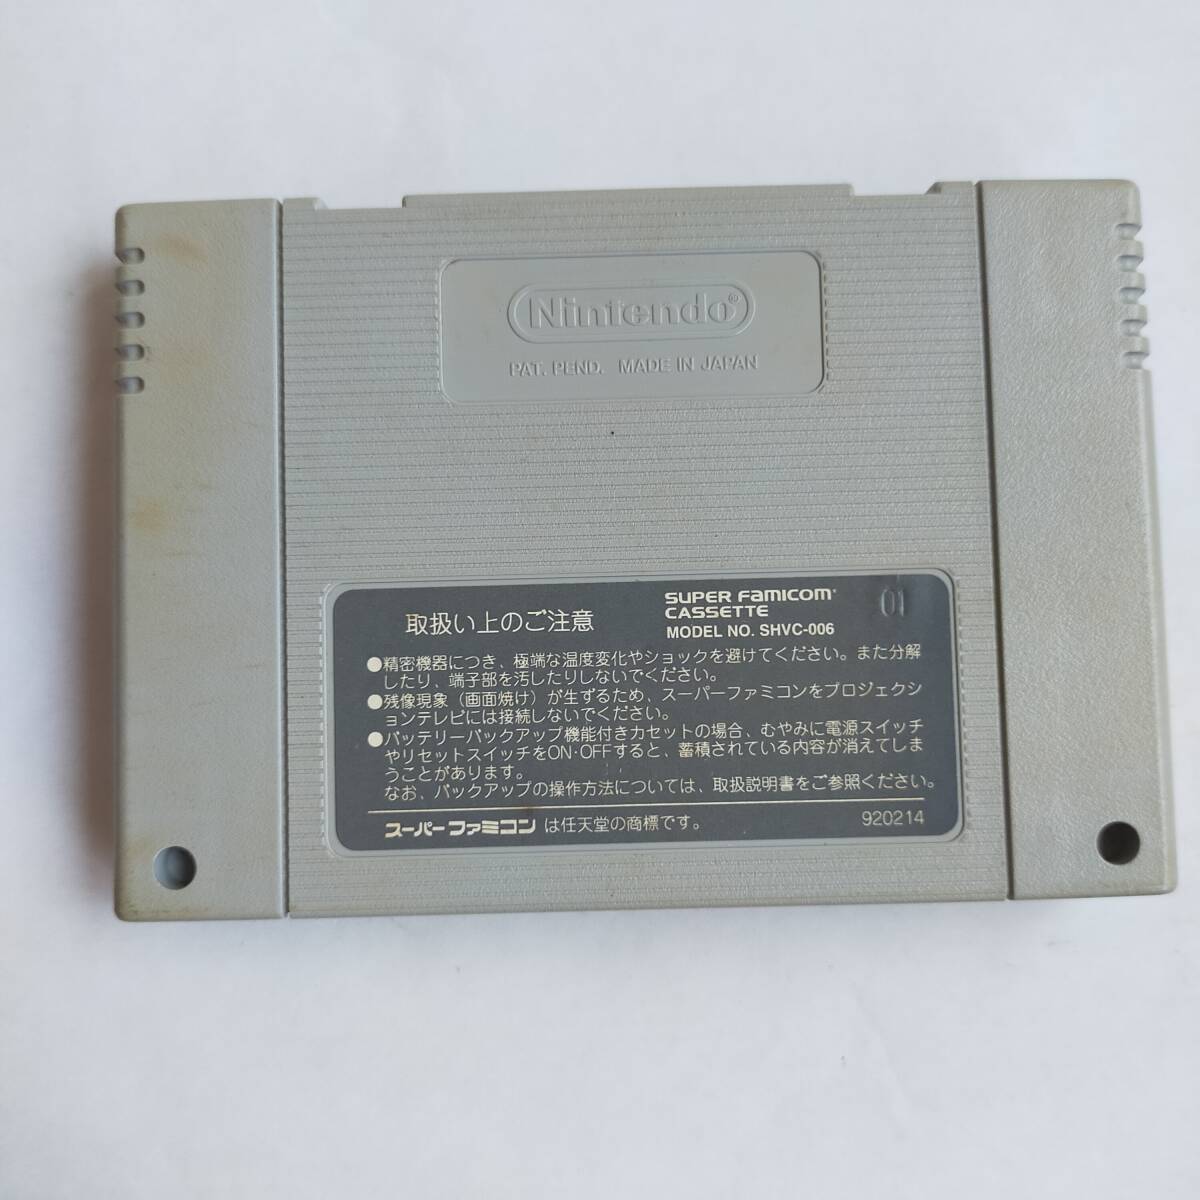 Nintendo®
PAT. PEND. MADE IN JAPAN
取扱い上のご注意
SUPER FAMICOM
CASSETTE
MODEL NO. SHVC-006
01
●精密機器につき、極端な温度変化やショックを避けてください。また分解
したり、端子部を汚したりしないでください。
●残像現象（画面焼け）が生ずるため、スーパーファミコンをプロジェクシ
ョンテレビには接続しないでください。
●バッテリーバックアップ機能付きカセットの場合、むやみに電源スイッチ
やリセットスイッチをON・OFFすると、蓄積されている内容が消えてしま
うことがあります。
なお、バックアップの操作方法については、取扱説明書をご参照ください。
スーパーファミコンは任天堂の商標です。
920214